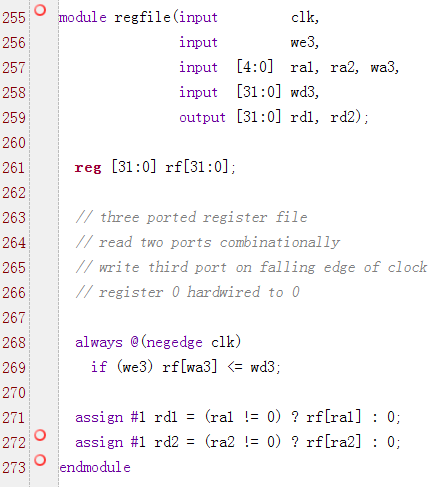 255 module regfile(input         clk,
256                input         we3,
257                input  [4:0]  ra1, ra2, wa3,
258                input  [31:0] wd3,
259                output [31:0] rd1, rd2);
260
261   reg [31:0] rf[31:0];
262
263   // three ported register file
264   // read two ports combinationally
265   // write third port on falling edge of clock
266   // register 0 hardwired to 0
267
268   always @(negedge clk)
269     if (we3) rf[wa3] <= wd3;
270
271   assign #1 rd1 = (ra1 != 0) ? rf[ra1] : 0;
272   assign #1 rd2 = (ra2 != 0) ? rf[ra2] : 0;
273 endmodule